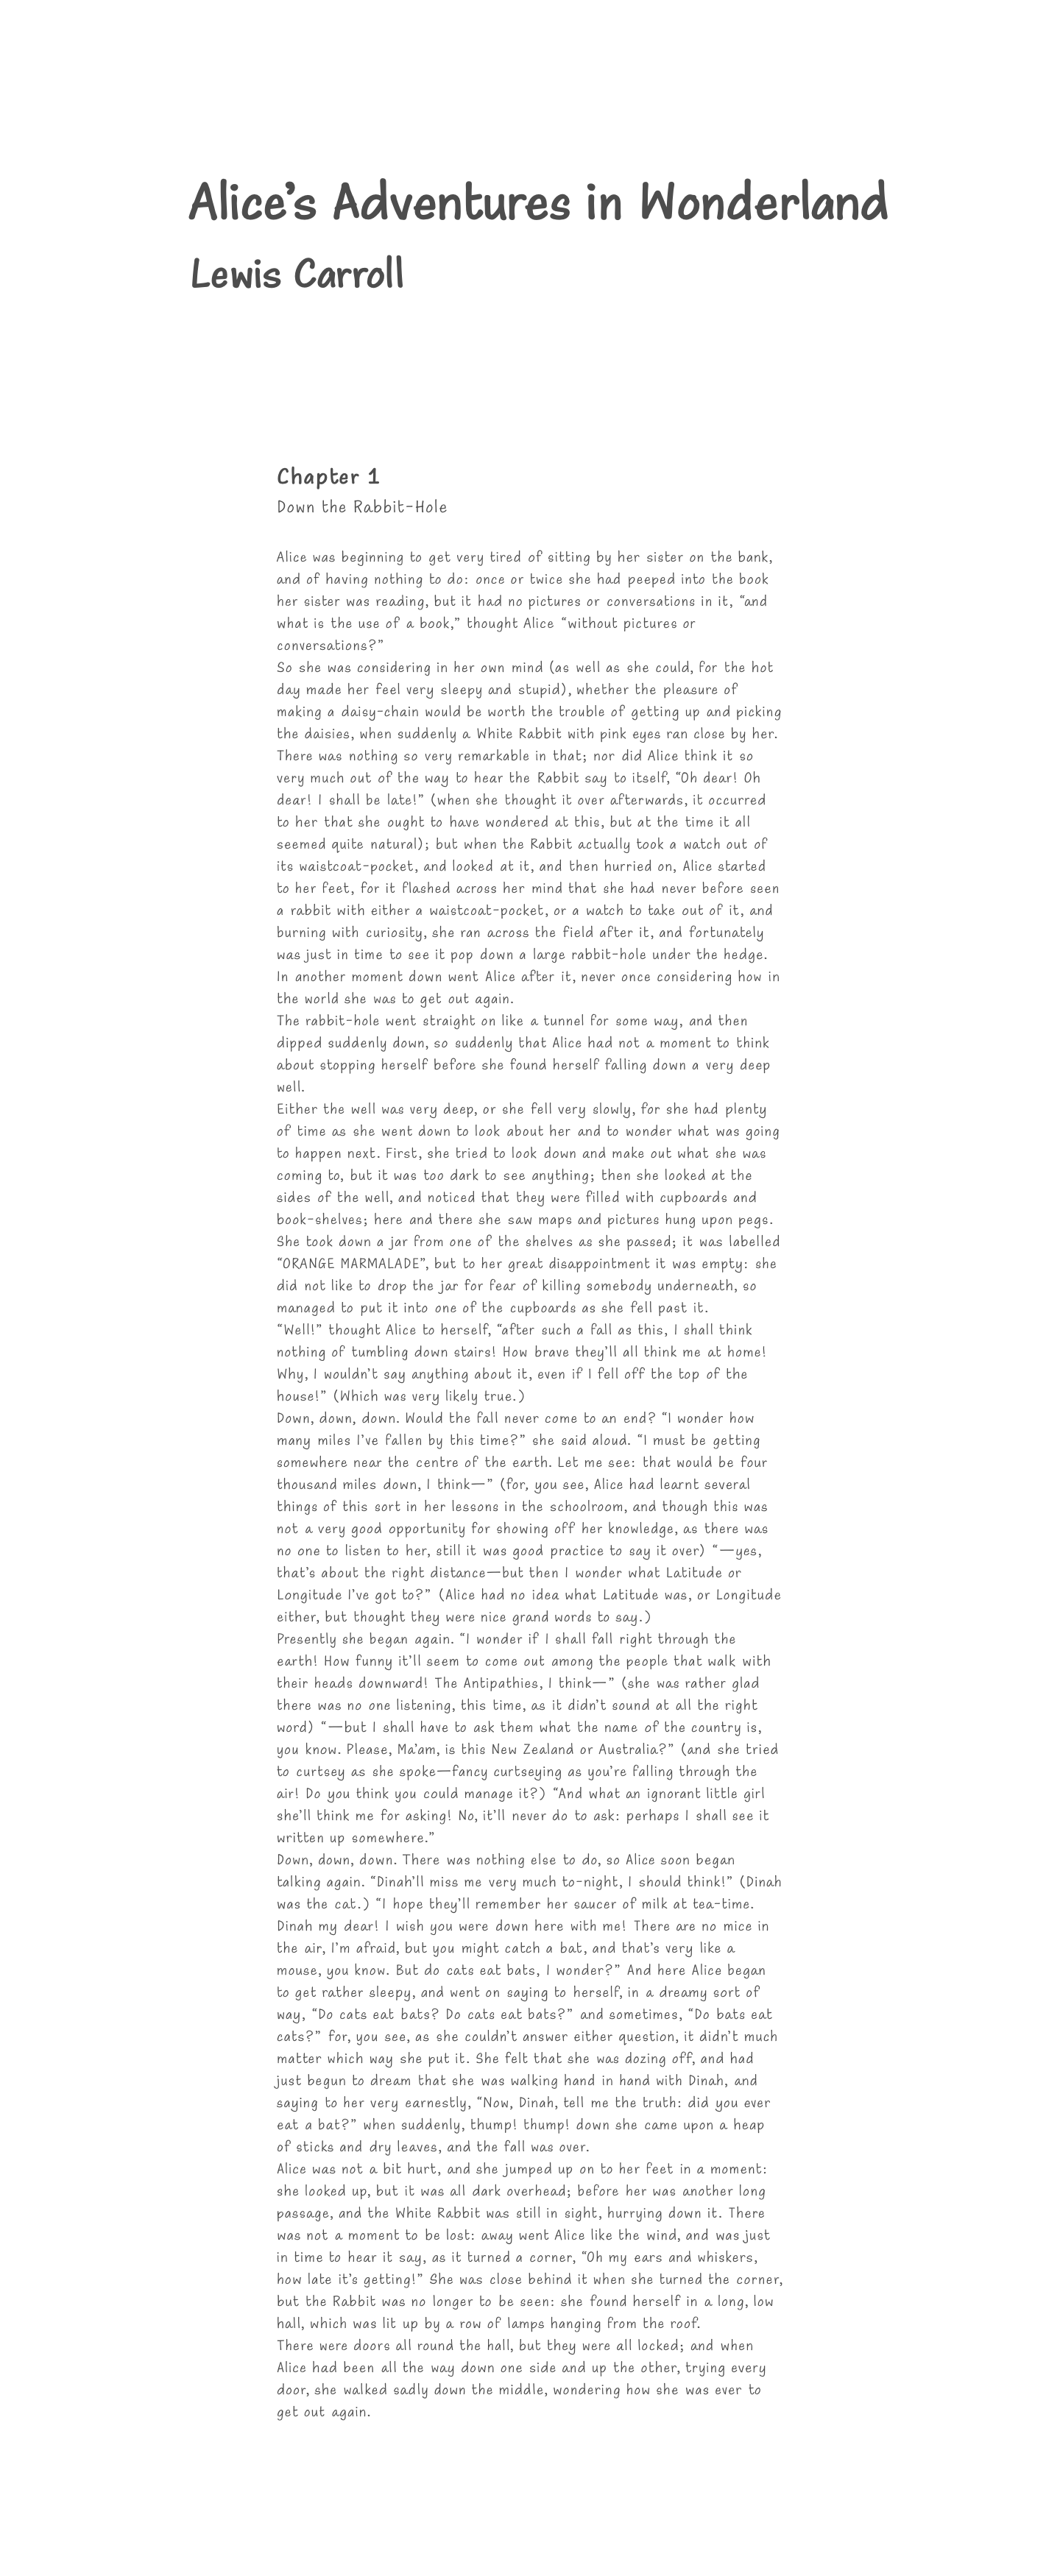 Alice’s Adventures in Wonderland
Lewis Carroll
Chapter 1
Down the Rabbit-Hole
Alice was beginning to get very tired of sitting by her sister on the bank,
and of having nothing to do: once or twice she had peeped into the book
her sister was reading, but it had no pictures or conversations in it, “and
what is the use of a book,” thought Alice “without pictures or
conversations?”
So she was considering in her own mind (as well as she could, for the hot
day made her feel very sleepy and stupid), whether the pleasure of
making a daisy-chain would be worth the trouble of getting up and picking
the daisies, when suddenly a White Rabbit with pink eyes ran close by her.
There was nothing so very remarkable in that; nor did Alice think it so
very much out of the way to hear the Rabbit say to itself, “Oh dear! Oh
dear! I shall be late!” (when she thought it over afterwards, it occurred
to her that she ought to have wondered at this, but at the time it all
seemed quite natural); but when the Rabbit actually took a watch out of
its waistcoat-pocket, and looked at it, and then hurried on, Alice started
to her feet, for it flashed across her mind that she had never before seen
a rabbit with either a waistcoat-pocket, or a watch to take out of it, and
burning with curiosity, she ran across the field after it, and fortunately
was just in time to see it pop down a large rabbit-hole under the hedge.
In another moment down went Alice after it, never once considering how in
the world she was to get out again.
The rabbit-hole went straight on like a tunnel for some way, and then
dipped suddenly down, so suddenly that Alice had not a moment to think
about stopping herself before she found herself falling down a very deep
well.
Either the well was very deep, or she fell very slowly, for she had plenty
of time as she went down to look about her and to wonder what was going
to happen next. First, she tried to look down and make out what she was
coming to, but it was too dark to see anything; then she looked at the
sides of the well, and noticed that they were filled with cupboards and
book-shelves; here and there she saw maps and pictures hung upon pegs.
She took down a jar from one of the shelves as she passed; it was labelled
“ORANGE MARMALADE”, but to her great disappointment it was empty: she
did not like to drop the jar for fear of killing somebody underneath, so
managed to put it into one of the cupboards as she fell past it.
“Well!” thought Alice to herself, “after such a fall as this, I shall think
nothing of tumbling down stairs! How brave they’ll all think me at home!
Why, I wouldn’t say anything about it, even if I fell off the top of the
house!” (Which was very likely true.)
Down, down, down. Would the fall never come to an end? “I wonder how
many miles I’ve fallen by this time?” she said aloud. “I must be getting
somewhere near the centre of the earth. Let me see: that would be four
thousand miles down, I think—” (for, you see, Alice had learnt several
things of this sort in her lessons in the schoolroom, and though this was
not a very good opportunity for showing off her knowledge, as there was
no one to listen to her, still it was good practice to say it over) “—yes,
that’s about the right distance—but then I wonder what Latitude or
Longitude I’ve got to?” (Alice had no idea what Latitude was, or Longitude
either, but thought they were nice grand words to say.)
Presently she began again. “I wonder if I shall fall right through the
earth! How funny it’ll seem to come out among the people that walk with
their heads downward! The Antipathies, I think—” (she was rather glad
there was no one listening, this time, as it didn’t sound at all the right
word) “—but I shall have to ask them what the name of the country is,
you know. Please, Ma’am, is this New Zealand or Australia?” (and she tried
to curtsey as she spoke—fancy curtseying as you’re falling through the
air! Do you think you could manage it?) “And what an ignorant little girl
she’ll think me for asking! No, it’ll never do to ask: perhaps I shall see it
written up somewhere.”
Down, down, down. There was nothing else to do, so Alice soon began
talking again. “Dinah’ll miss me very much to-night, I should think!” (Dinah
was the cat.) “I hope they’ll remember her saucer of milk at tea-time.
Dinah my dear! I wish you were down here with me! There are no mice in
the air, I’m afraid, but you might catch a bat, and that’s very like a
mouse, you know. But do cats eat bats, I wonder?” And here Alice began
to get rather sleepy, and went on saying to herself, in a dreamy sort of
way, “Do cats eat bats? Do cats eat bats?” and sometimes, “Do bats eat
cats?” for, you see, as she couldn’t answer either question, it didn’t much
matter which way she put it. She felt that she was dozing off, and had
just begun to dream that she was walking hand in hand with Dinah, and
saying to her very earnestly, “Now, Dinah, tell me the truth: did you ever
eat a bat?” when suddenly, thump! thump! down she came upon a heap
of sticks and dry leaves, and the fall was over.
Alice was not a bit hurt, and she jumped up on to her feet in a moment:
she looked up, but it was all dark overhead; before her was another long
passage, and the White Rabbit was still in sight, hurrying down it. There
was not a moment to be lost: away went Alice like the wind, and was just
in time to hear it say, as it turned a corner, “Oh my ears and whiskers,
how late it’s getting!” She was close behind it when she turned the corner,
but the Rabbit was no longer to be seen: she found herself in a long, low
hall, which was lit up by a row of lamps hanging from the roof.
There were doors all round the hall, but they were all locked; and when
Alice had been all the way down one side and up the other, trying every
door, she walked sadly down the middle, wondering how she was ever to
get out again.